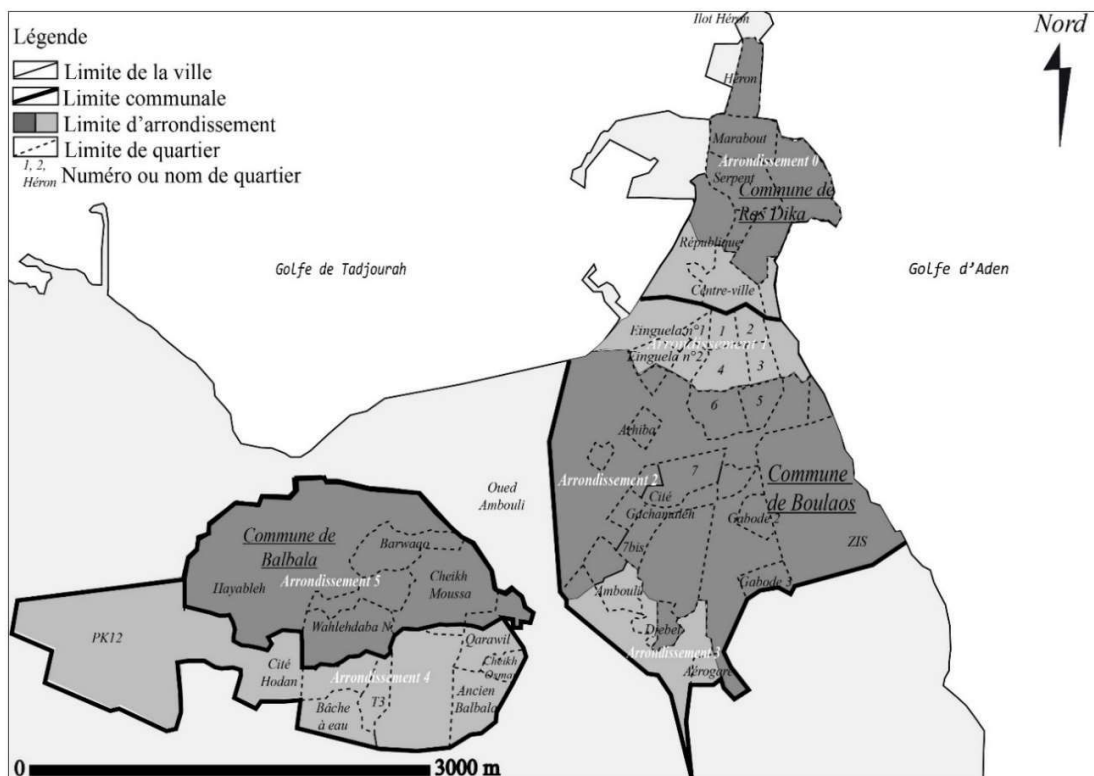 Ilot Héron
Nord
Légende
Limite de la ville
Limite communale
Limite d'arrondissement
Limite de quartier
1, 2,
Héron
Numéro ou nom de quartier
Héron
Marabout
Arrondissement 0
Serpent
Commune de
Ras Dika
République
Golfe de Tadjourah
Golfe d'Aden
Centre-ville
Einguela n°1
1
2
Arrondissement 1
Einguela n°2
4
3
6
5
Arhiba
Arrondissement 2
7
Commune
de Boulaos
Cité
Gachamaleh
Gabode 2
Oued
Ambouli
7bis
ZIS
Gabode 3
Ambouli
Djebel
Arrondissement 3
Aérogare
Commune de
Balbala
Barwaqo
Hayableh
Arrondissement 5
Cheikh
Moussa
Wahlehdaba N
PK12
Qarawil
Cité
Hodan
Cheikh
Osman
Arrondissement 4
Bâche
à eau
T3
Ancien
Balbala
0
3000 m